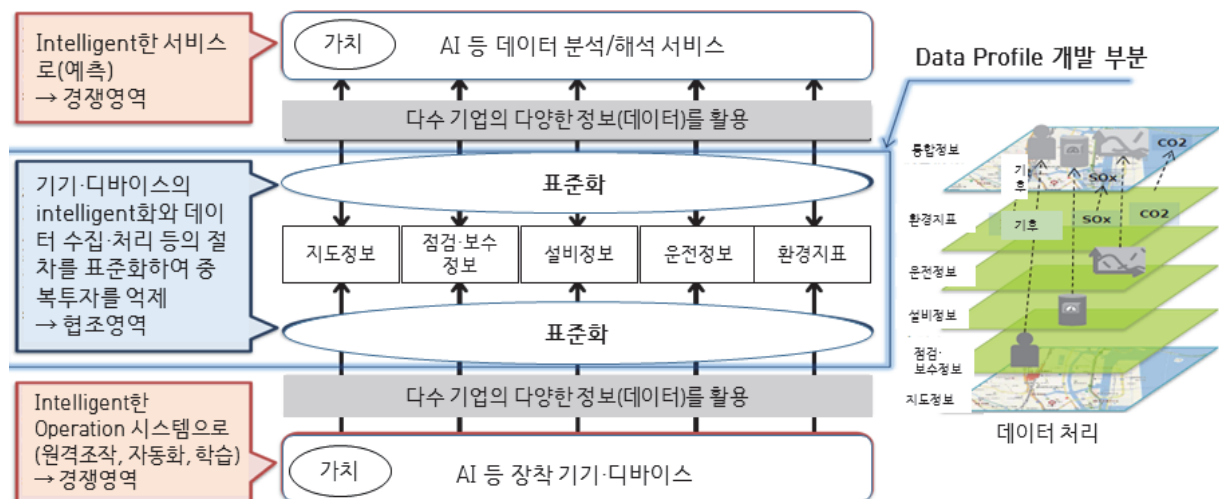 Intelligent한 서비스
로(예측)
→ 경쟁영역
가치
AI 등 데이터 분석/해석 서비스
다수 기업의 다양한 정보(데이터)를 활용
Data Profile 개발 부분
기기·디바이스의
intelligent화와 데이
터 수집·처리 등의 절
차를 표준화하여 중
복투자를 억제
→ 협조영역
표준화
지도정보
점검·보수
정보
설비정보
운전정보
환경지표
표준화
다수 기업의 다양한 정보(데이터)를 활용
Intelligent한
Operation 시스템으로
(원격조작, 자동화, 학습)
→ 경쟁영역
가치
AI 등 장착 기기·디바이스
통합정보
기
후
SOx
CO2
환경지표
기후
SOx
CO2
운전정보
설비정보
점검·
보수정보
지도정보
데이터 처리